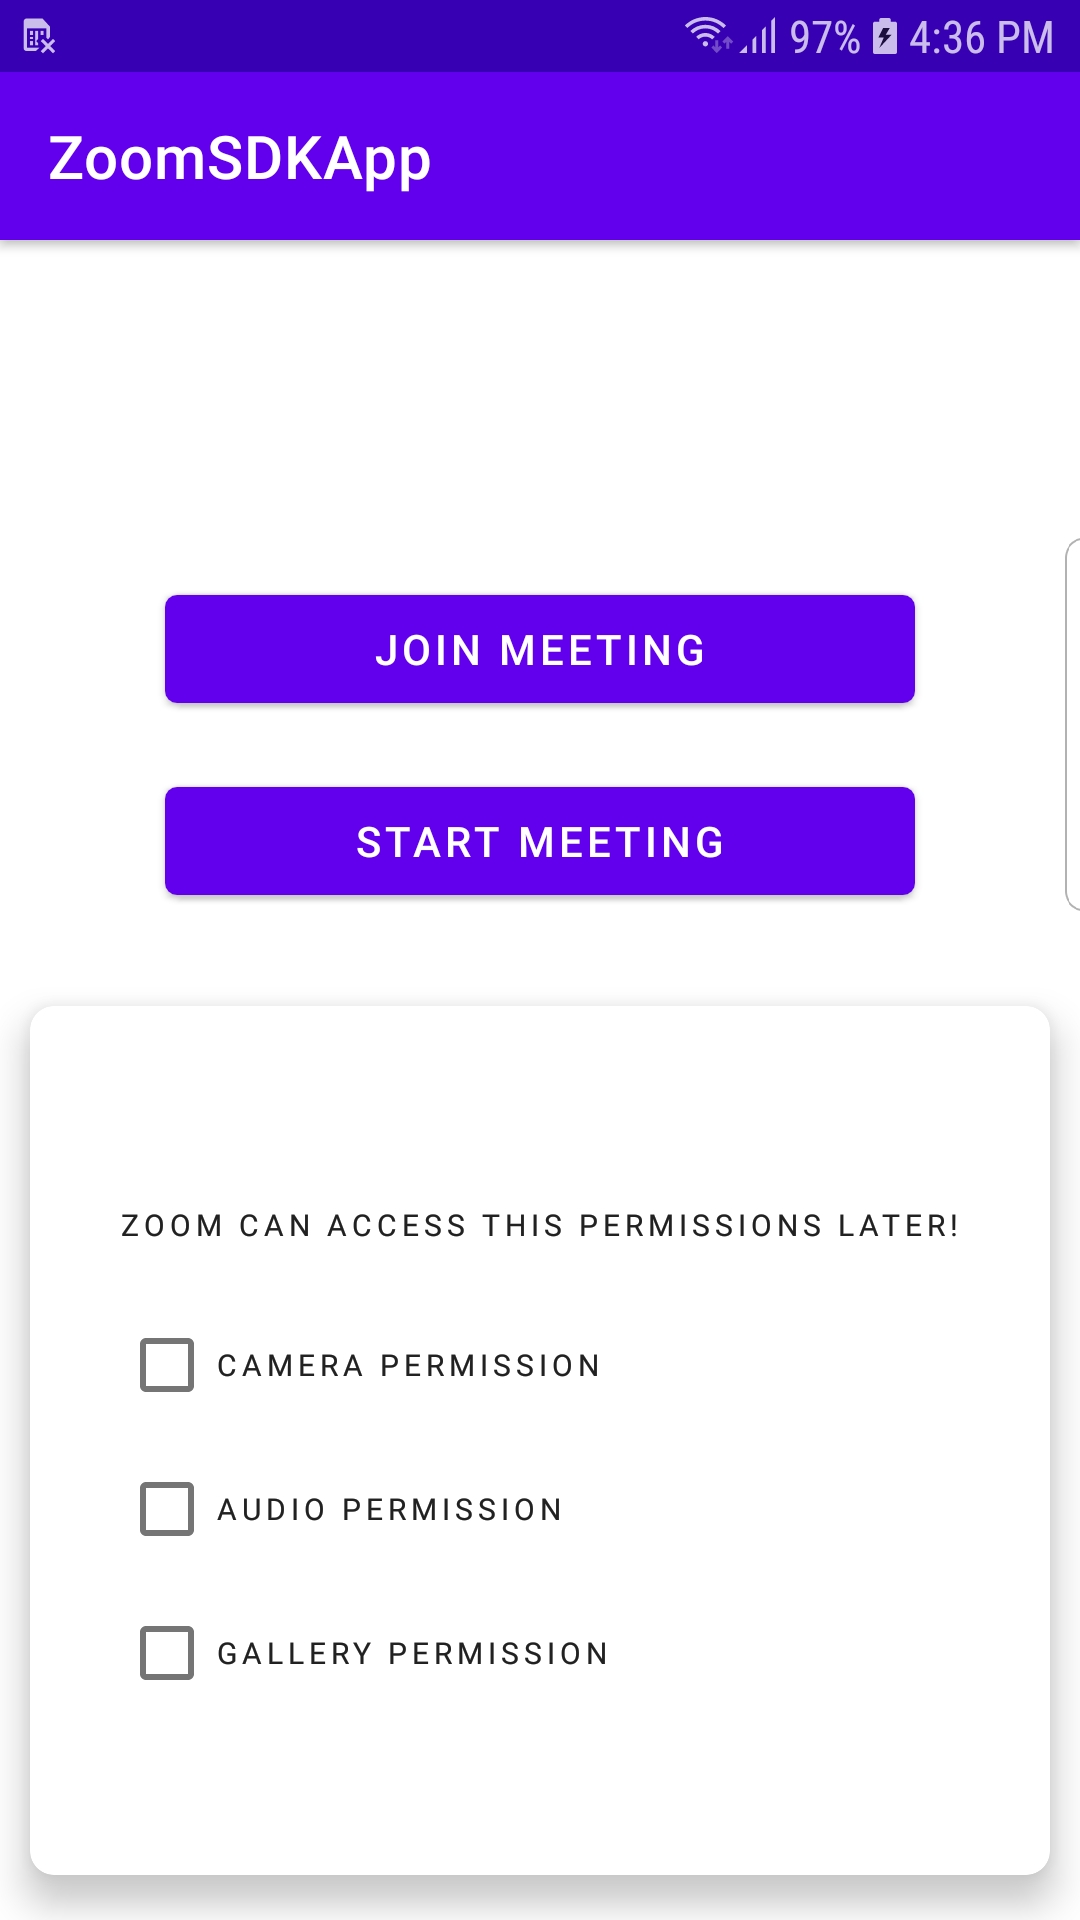 97% 4:36 PM
ZoomSDKApp
JOIN MEETING
START MEETING
ZOOM CAN ACCESS THIS PERMISSIONS LATER!
CAMERA PERMISSION
AUDIO PERMISSION
GALLERY PERMISSION